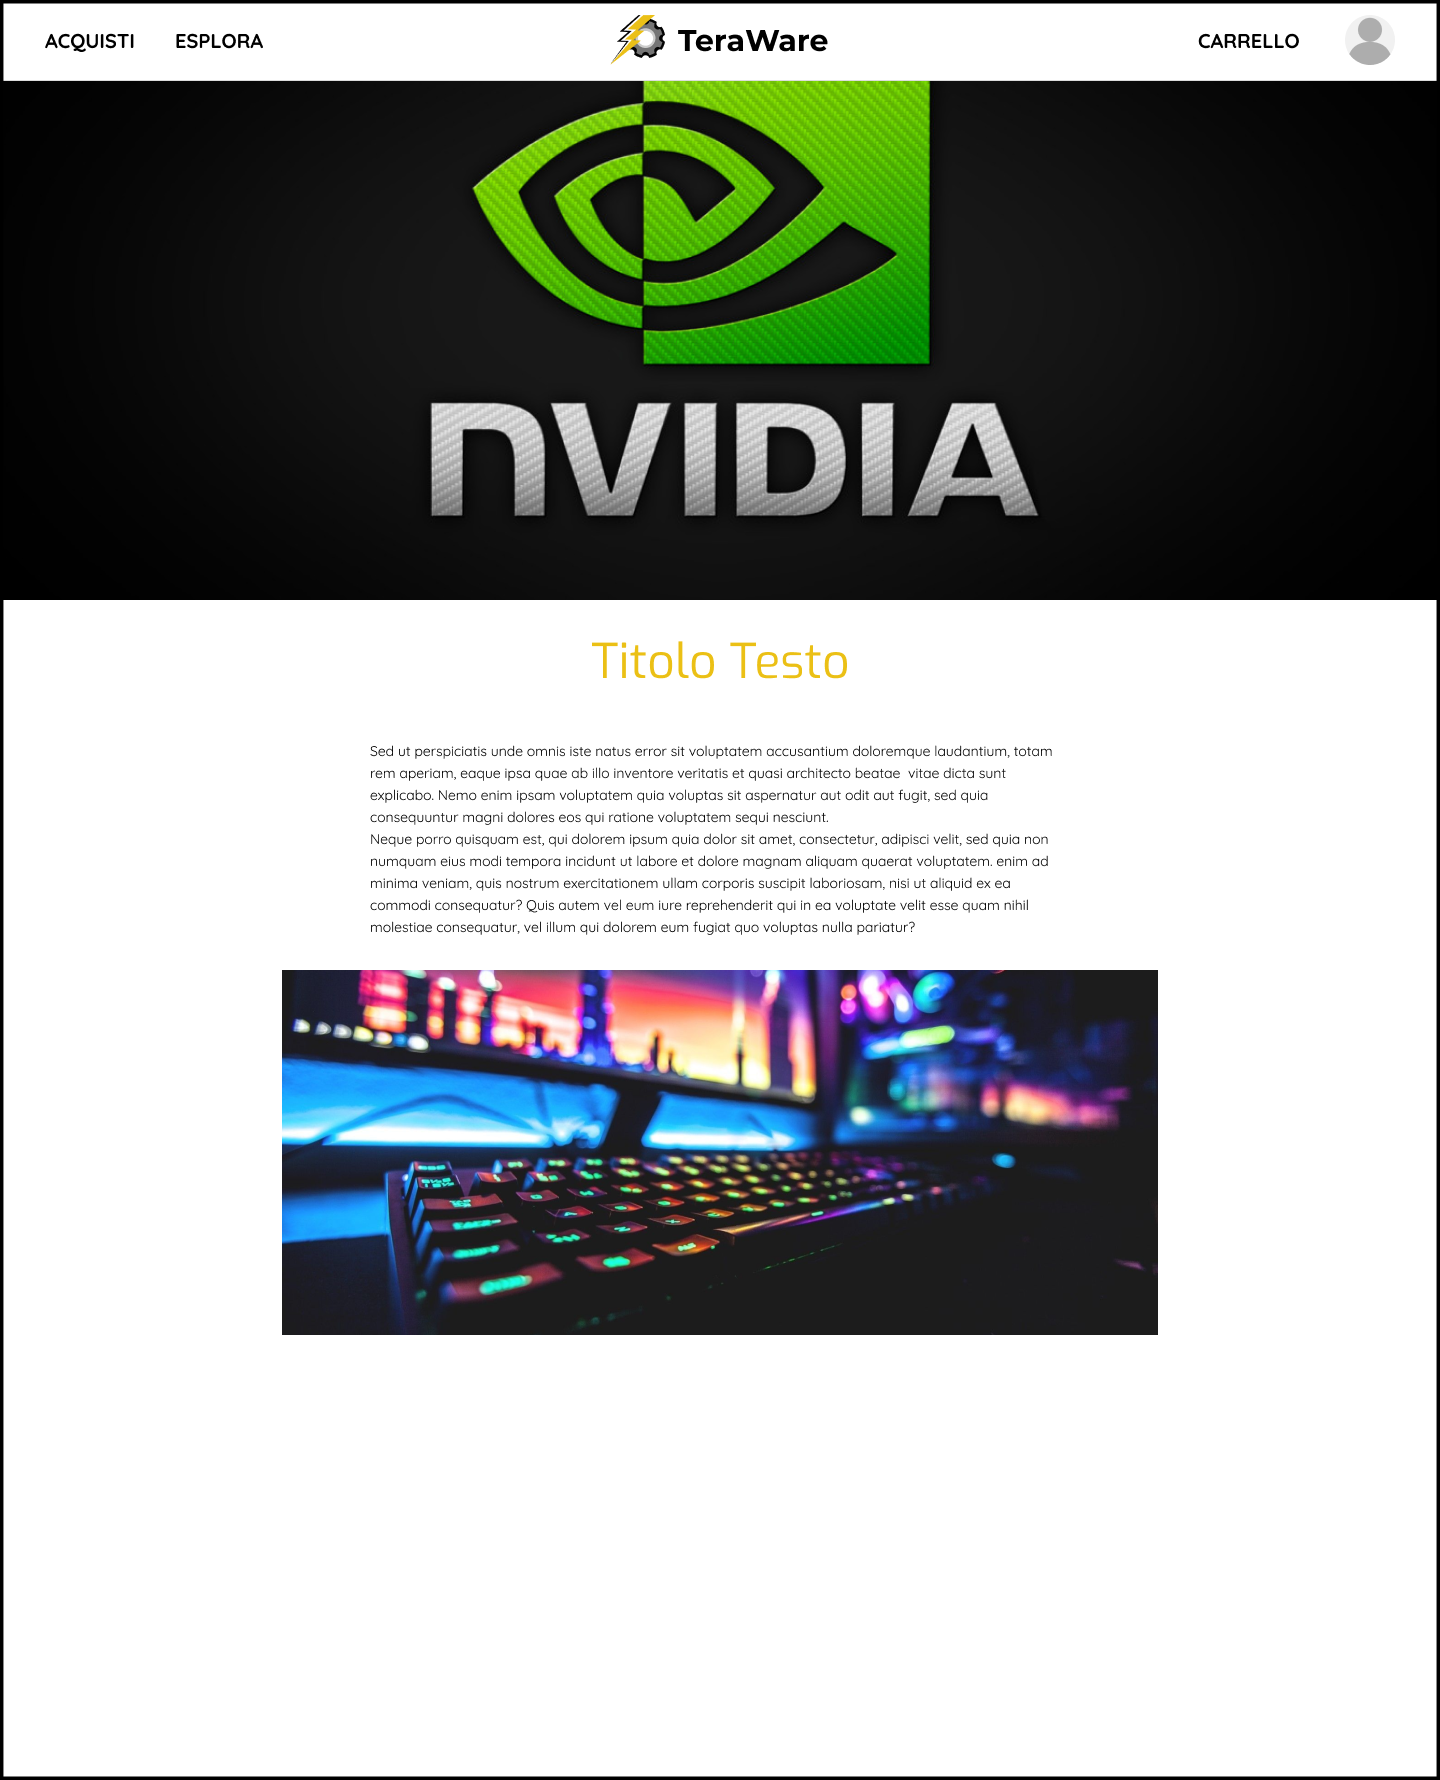 ACQUISTI ESPLORA TeraWare CARRELLO
nVIDIA
Titolo Testo
Sed ut perspiciatis unde omnis iste natus error sit voluptatem accusantium doloremque laudantium, totam
rem aperiam, eaque ipsa quae ab illo inventore veritatis et quasi architecto beatae  vitae dicta sunt
explicabo. Nemo enim ipsam voluptatem quia voluptas sit aspernatur aut odit aut fugit, sed quia
consequuntur magni dolores eos qui ratione voluptatem sequi nesciunt.
Neque porro quisquam est, qui dolorem ipsum quia dolor sit amet, consectetur, adipisci velit, sed quia non
numquam eius modi tempora incidunt ut labore et dolore magnam aliquam quaerat voluptatem. enim ad
minima veniam, quis nostrum exercitationem ullam corporis suscipit laboriosam, nisi ut aliquid ex ea
commodi consequatur? Quis autem vel eum iure reprehenderit qui in ea voluptate velit esse quam nihil
molestiae consequatur, vel illum qui dolorem eum fugiat quo voluptas nulla pariatur?